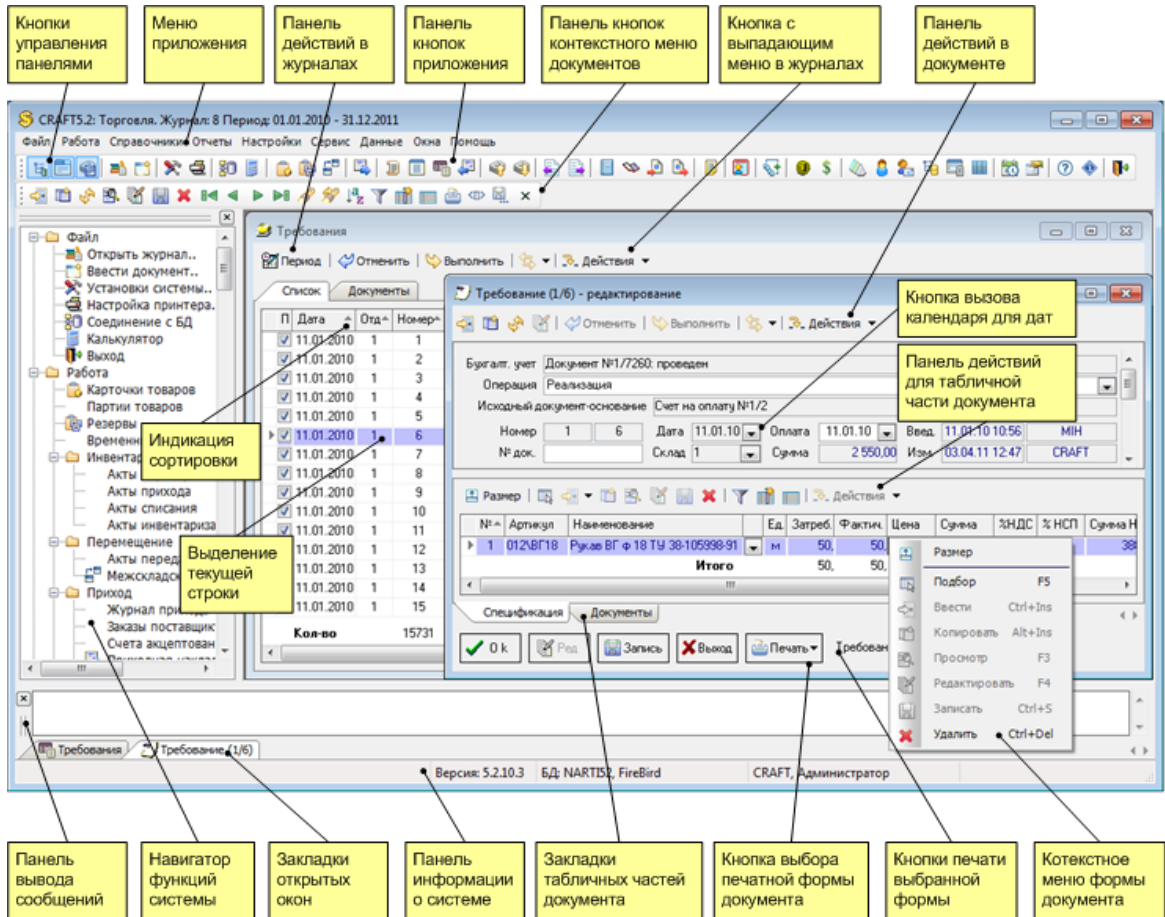 Кнопки
управления
панелями
Меню
приложения
Панель
действий в
журналах
Панель
кнопок
приложения
Панель кнопок
контекстного меню
документов
Кнопка с
выпадающим
меню в журналах
Панель
действий в
документе
CRAFT5.2: Торговля. Журнал: 8 Период: 01.01.2010 - 31.12.2011
Файл Работа Справочники Отчеты Настройки Сервис Данные Окна Помощь
Файл
Открыть журнал..
Ввести документ..
Установки системы..
Настройка принтера.
Соединение с БД
Калькулятор
Выход
Работа
Карточки товаров
Партии товаров
Резервы
Временн
Инвентар
Акты
Акты прихода
Акты списания
Акты инвентариза
Перемещение
Акты перед
Межскладск
Приход
Журнал при
Заказы поставщик
Счета акцептован
Требования
Период Отменить Выполнить Действия
Список Документы
П Дата Отд Номер
11.01.2010 1 1
11.01.2010 1 2
11.01.2010 1 3
11.01.2010 1 4
11.01.2010 1 5
11.01.2010 1 6
11.01.2010 1 7
11.01.2010 1 8
11.01.2010 1 9
11.01.2010 1 10
11.01.2010 1 11
11.01.2010 1 12
11.01.2010 1 13
11.01.2010 1 14
11.01.2010 1 15
Кол-во 15731
Индикация
сортировки
Выделение
текущей
строки
Требование (1/6) - редактирование
Отменить Выполнить Действия
Кнопка вызова
календаря для дат
Бухгалт. учет Документ №1/7260: проведен
Операция Реализация
Исходный документ-основание Счет на оплату №1/2
Номер 1 6 Дата 11.01.10 Оплата 11.01.10 Введ. 11.01.10 10:56 MIH
№ док. Склад 1 Сумма 2 550,00 Изм. 03.04.11 12:47 CRAFT
Панель действий
для табличной
части документа
Размер Действия
№ Артикул Наименование Ед. Затреб. Фактич. Цена Сумма %НДС % НСП Сумма Н
1 012\ВГ18 Рукав ВГ ф 18 ТУ 38-105998-91 м 50, 50,
Итого 50, 50,
Спецификация Документы
Ok Ред. Запись Выход Печать Требован
Размер
Подбор F5
Ввести Ctrl+Ins
Копировать Alt+Ins
Просмотр F3
Редактировать F4
Записать Ctrl+S
Удалить Ctrl+Del
Требования Требование (1/6)
Версия: 5.2.10.3 БД: NARTI52, FireBird CRAFT, Администратор
Панель
вывода
сообщений
Навигатор
функций
системы
Закладки
открытых
окон
Панель
информации
о системе
Закладки
табличных частей
документа
Кнопка выбора
печатной формы
документа
Кнопки печати
выбранной
формы
Котекстное
меню формы
документа